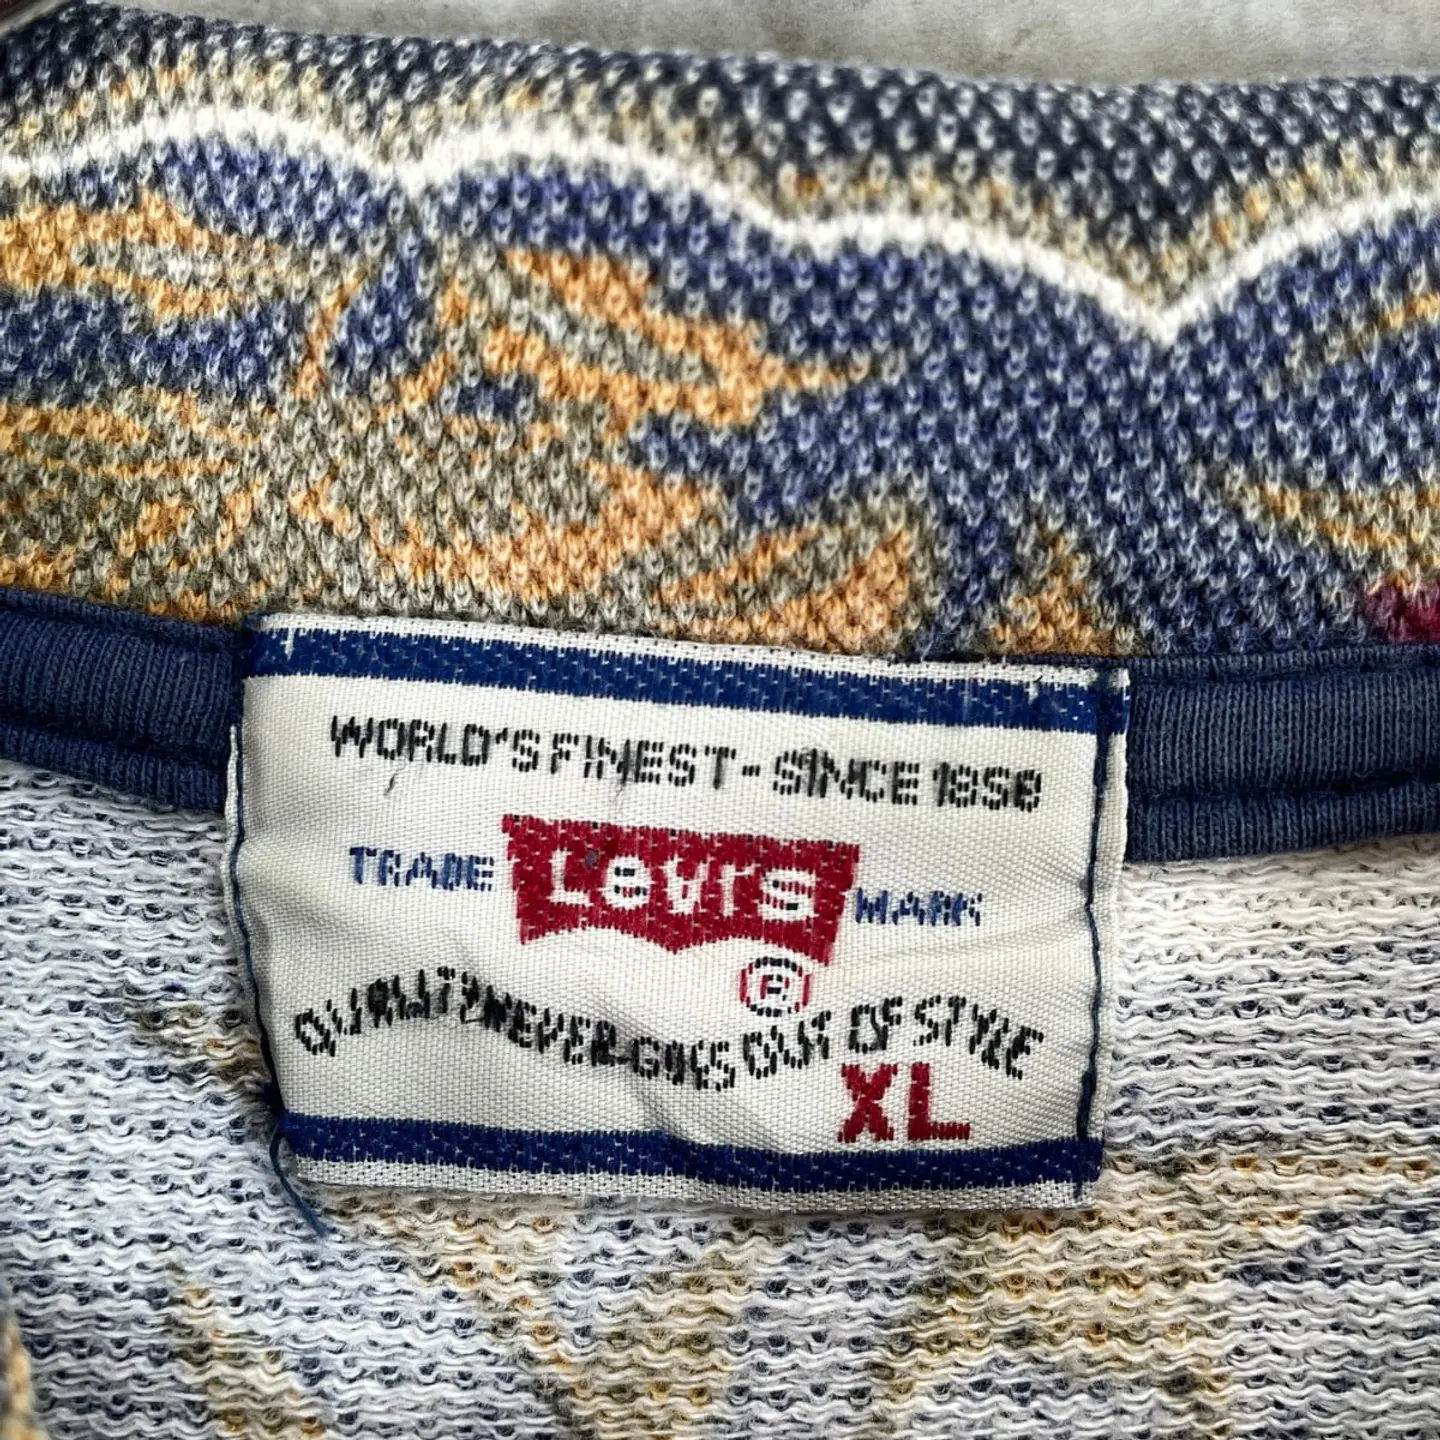 WORLD'S FINEST - SINCE 1850
TRADE Levi's MARK
®
QUALITY NEVER GOES OUT OF STYLE
XL